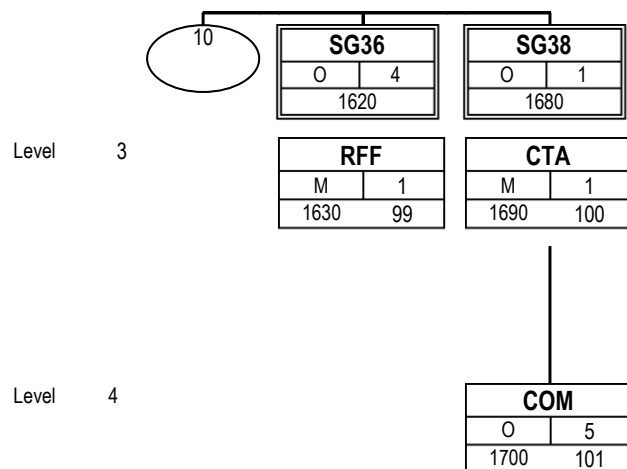 10 SG36 SG38
O 4 O 1
1620 1680
Level 3 RFF CTA
M 1 M 1
1630 99 1690 100
Level 4 COM
O 5
1700 101